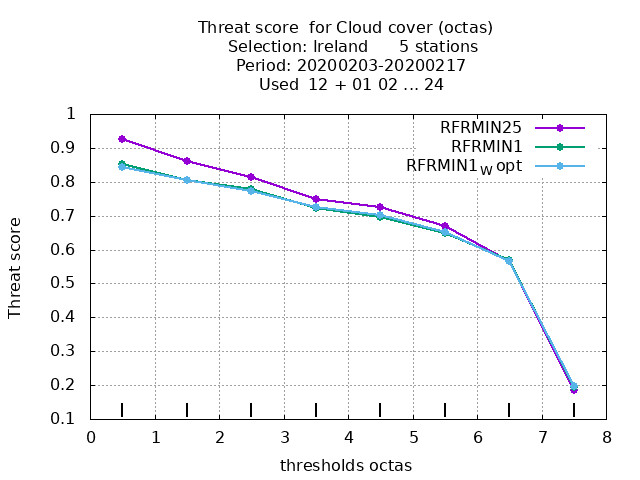 Threat score  for Cloud cover (octas)
Selection: Ireland      5 stations
Period: 20200203-20200217
Used  12 + 01 02 ... 24
RFRMIN25
RFRMIN1
RFRMIN1W opt
1
0.9
0.8
0.7
0.6
0.5
0.4
0.3
0.2
0.1
Threat score
0 1 2 3 4 5 6 7 8
thresholds octas